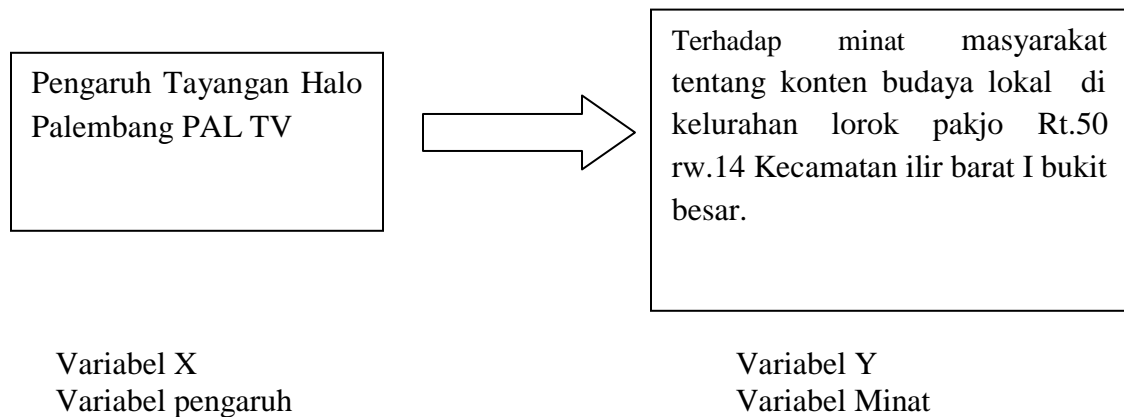 Pengaruh Tayangan Halo
Palembang PAL TV
Terhadap minat masyarakat
tentang konten budaya lokal di
kelurahan lorok pakjo Rt.50
rw.14 Kecamatan ilir barat I bukit
besar.
Variabel X
Variabel pengaruh
Variabel Y
Variabel Minat